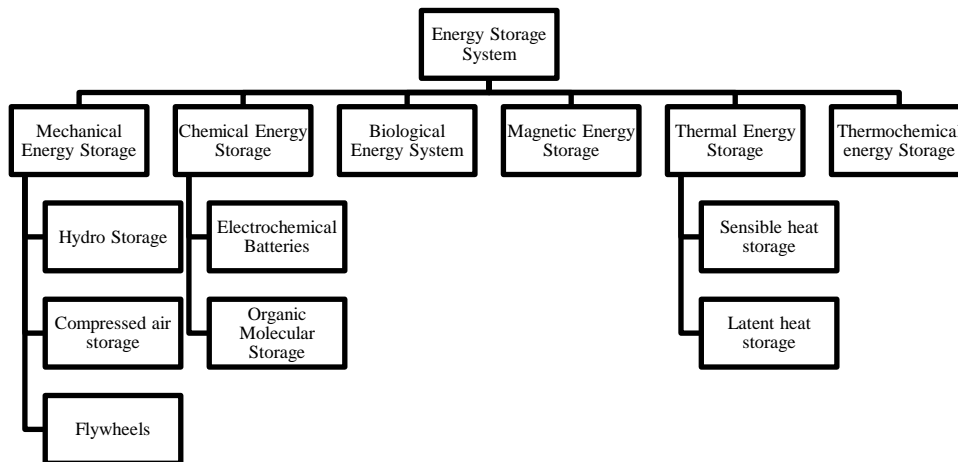 Energy Storage
System
Mechanical
Energy Storage
Chemical Energy
Storage
Biological
Energy System
Magnetic Energy
Storage
Thermal Energy
Storage
Thermochemical
energy Storage
Hydro Storage
Electrochemical
Batteries
Sensible heat
storage
Compressed air
storage
Organic
Molecular
Storage
Latent heat
storage
Flywheels